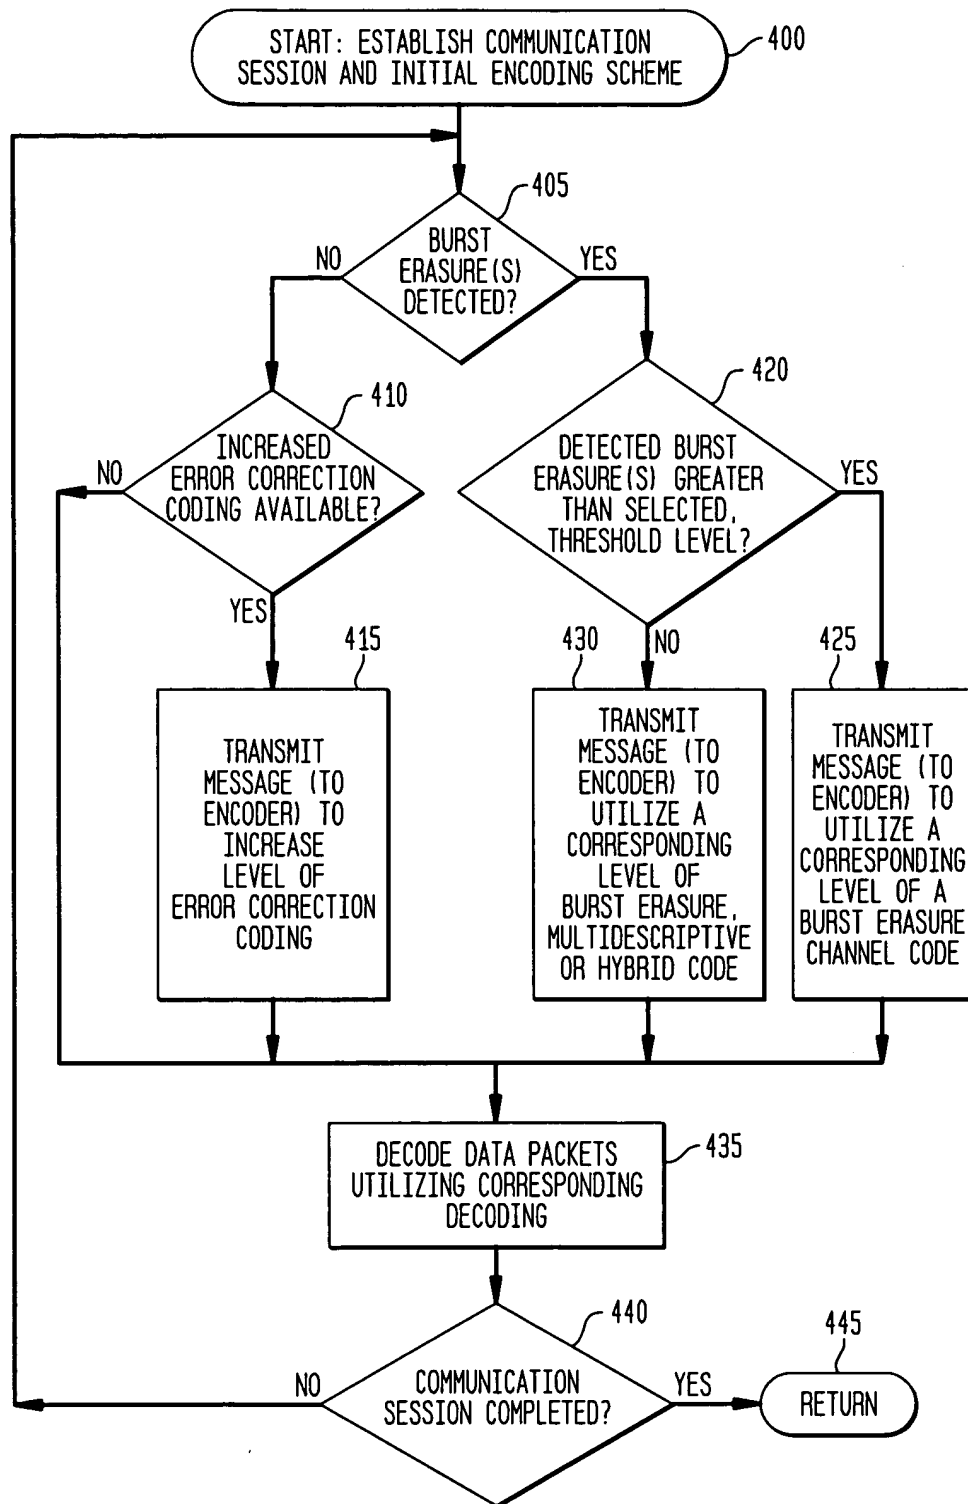 START: ESTABLISH COMMUNICATION
SESSION AND INITIAL ENCODING SCHEME
400
405
BURST
ERASURE(S)
DETECTED?
NO
YES
410
INCREASED
ERROR CORRECTION
CODING AVAILABLE?
NO
YES
420
DETECTED BURST
ERASURE(S) GREATER
THAN SELECTED,
THRESHOLD LEVEL?
YES
NO
415
TRANSMIT
MESSAGE (TO
ENCODER) TO
INCREASE
LEVEL OF
ERROR CORRECTION
CODING
430
TRANSMIT
MESSAGE (TO
ENCODER) TO
UTILIZE A
CORRESPONDING
LEVEL OF
BURST ERASURE,
MULTIDESCRIPTIVE
OR HYBRID CODE
425
TRANSMIT
MESSAGE (TO
ENCODER) TO
UTILIZE A
CORRESPONDING
LEVEL OF A
BURST ERASURE
CHANNEL CODE
DECODE DATA PACKETS
UTILIZING CORRESPONDING
DECODING
435
440
COMMUNICATION
SESSION COMPLETED?
NO
YES
445
RETURN